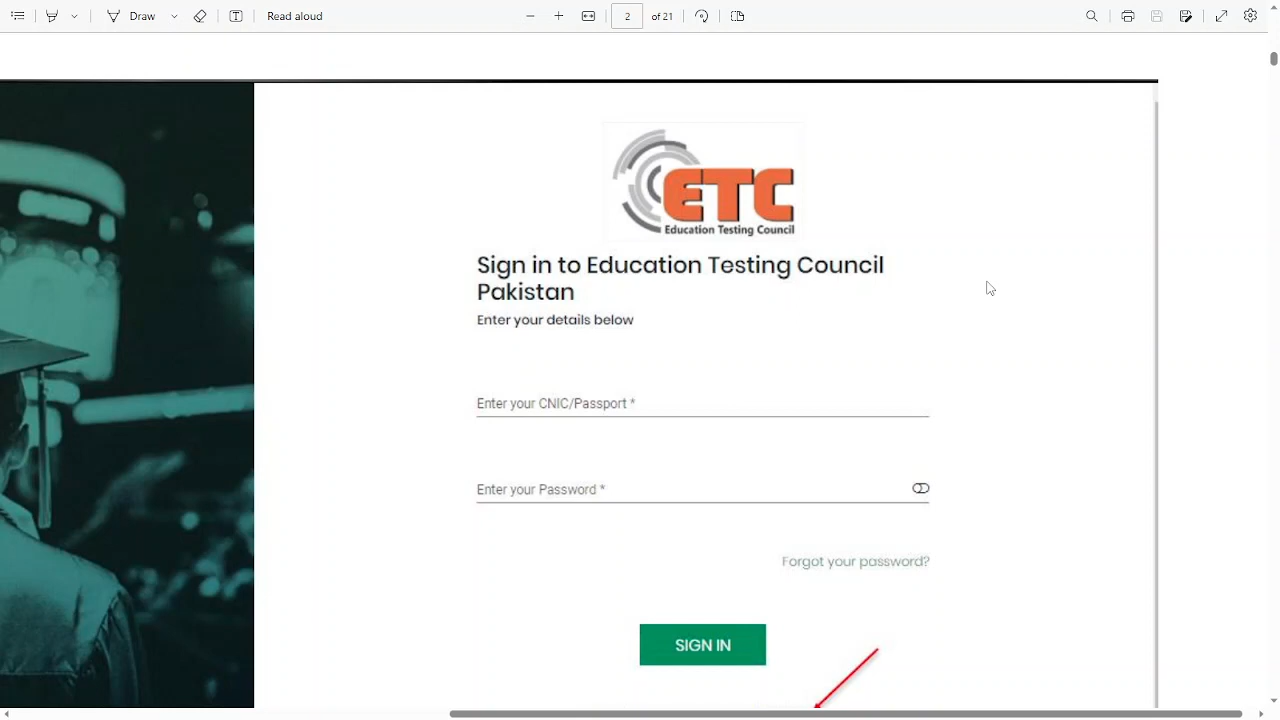 Draw
Read aloud
2 of 21
ETC
Education Testing Council
Sign in to Education Testing Council
Pakistan
Enter your details below
Enter your CNIC/Passport *
Enter your Password *
Forgot your password?
SIGN IN